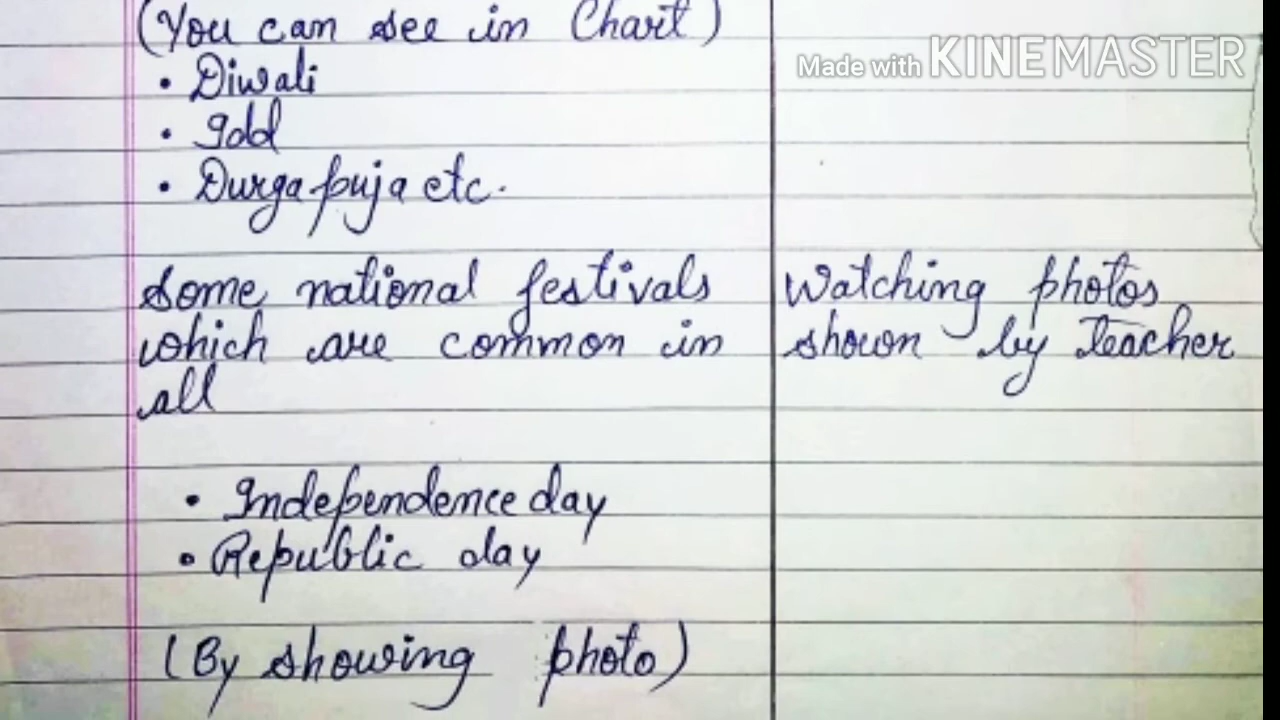 (You can see in Chart)
Made with KINEMASTER
• Diwali
• Idd
• Durga puja etc.
Some national festivals
which are common in
all
Watching photos
shown by teacher
• Independence day
• Republic day
(By showing photo)